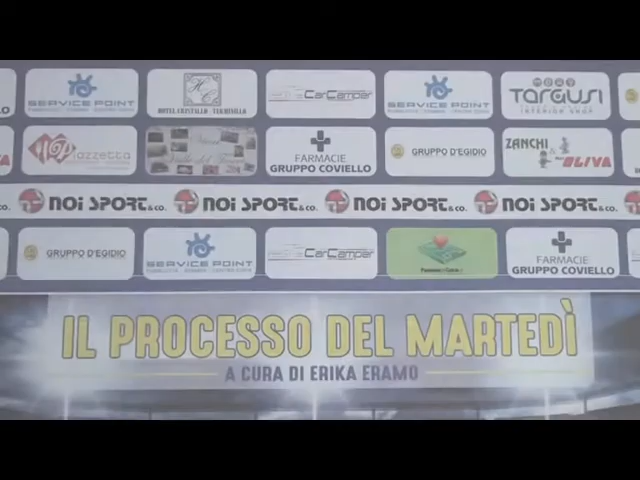 SERVICE POINT
HOTEL CRISTALLO - TERMINILLO
CarCamper
SERVICE POINT
Targusi
INTERIOR SHOP
Piazzetta
FARMACIE
GRUPPO COVIELLO
GRUPPO D'EGIDIO
ZANCHI & OLIVA
NOI SPORT & CO. NOI SPORT & CO. NOI SPORT & CO. NOI SPORT & CO.
GRUPPO D'EGIDIO
SERVICE POINT
CarCamper
FARMACIE
GRUPPO COVIELLO
IL PROCESSO DEL MARTEDÌ
A CURA DI ERIKA ERAMO